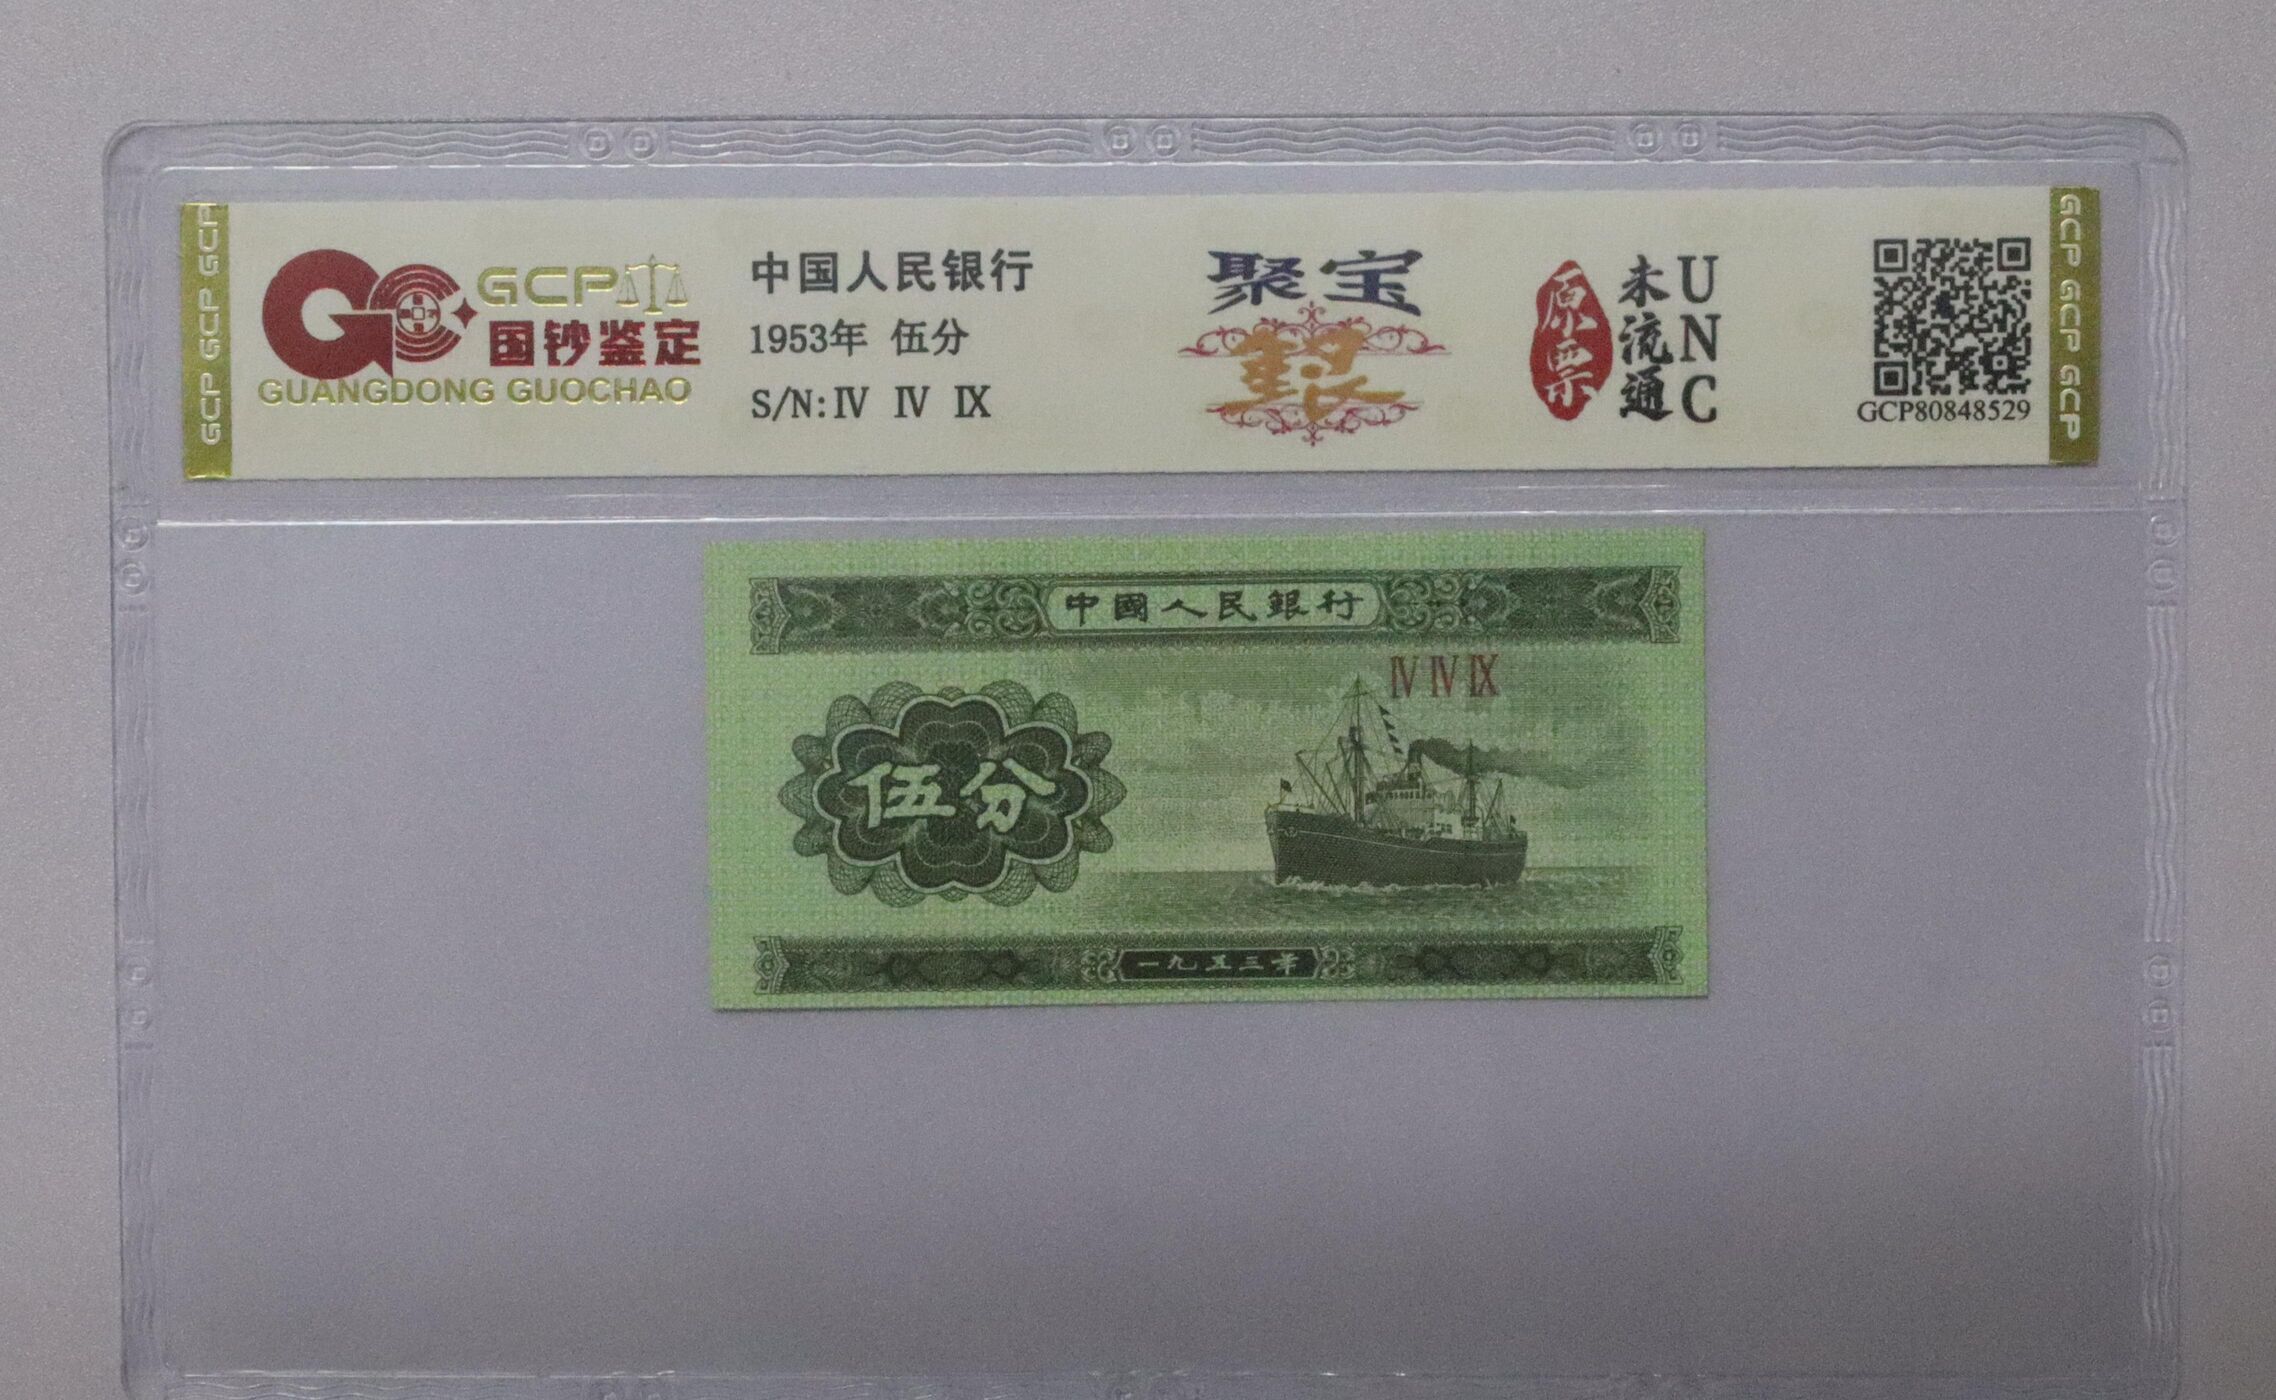 GCP GCP GCP
GCP
国钞鉴定
GUANGDONG GUOCHAO
中国人民银行
1953年 伍分
S/N:Ⅳ Ⅳ Ⅸ
聚宝
原票
未流通
UNC
GCP80848529
GCP GCP GCP
中國人民銀行
Ⅳ Ⅳ Ⅸ
伍分
一九五三年